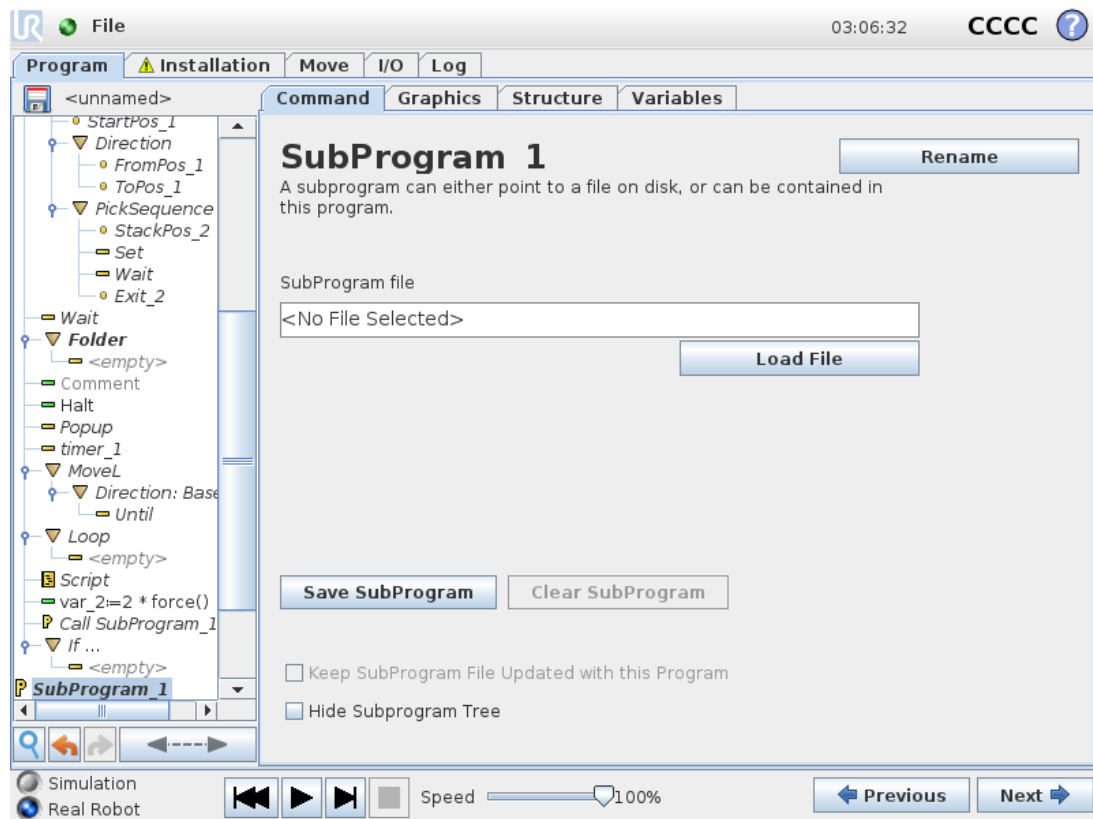 UR File 03:06:32 CCCC ?
Program Installation Move I/O Log
<unnamed> Command Graphics Structure Variables
StartPos_1
Direction
FromPos_1
ToPos_1
PickSequence
StackPos_2
Set
Wait
Exit_2
Wait
Folder
<empty>
Comment
Halt
Popup
timer_1
MoveL
Direction: Base
Until
Loop
<empty>
Script
var_2:=2 * force()
Call SubProgram_1
If ...
<empty>
SubProgram_1
SubProgram_1
Rename
A subprogram can either point to a file on disk, or can be contained in
this program.
SubProgram file
<No File Selected>
Load File
Save SubProgram Clear SubProgram
Keep SubProgram File Updated with this Program
Hide Subprogram Tree
Simulation
Real Robot
Speed 100%
Previous Next